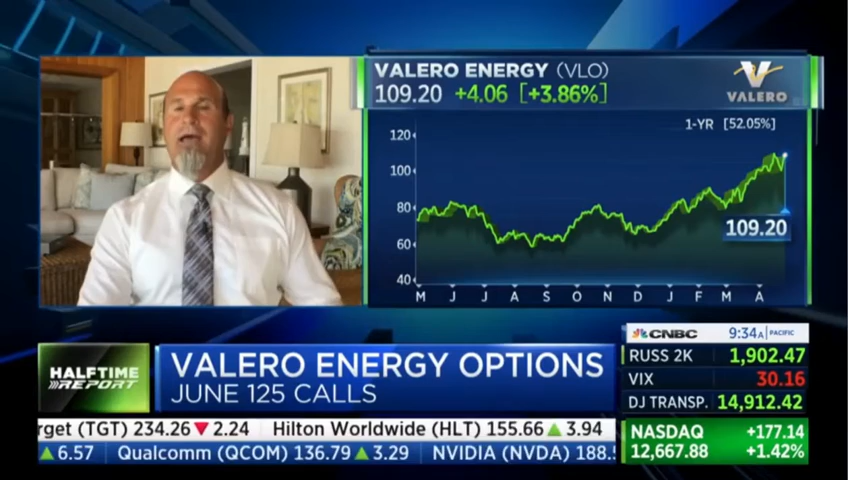 VALERO ENERGY (VLO)
109.20 +4.06 [+3.86%]
VALERO
1-YR [52.05%]
120
100
80
60
40
109.20
M J J A S O N D J F M A
HALFTIME
REPORT
VALERO ENERGY OPTIONS
JUNE 125 CALLS
CNBC 9:34A PACIFIC
RUSS 2K 1,902.47
VIX 30.16
DJ TRANSP. 14,912.42
NASDAQ +177.14
12,667.88 +1.42%
rget (TGT) 234.26 ▼ 2.24 Hilton Worldwide (HLT) 155.66 ▲ 3.94
▲ 6.57 Qualcomm (QCOM) 136.79 ▲ 3.29 NVIDIA (NVDA) 188.